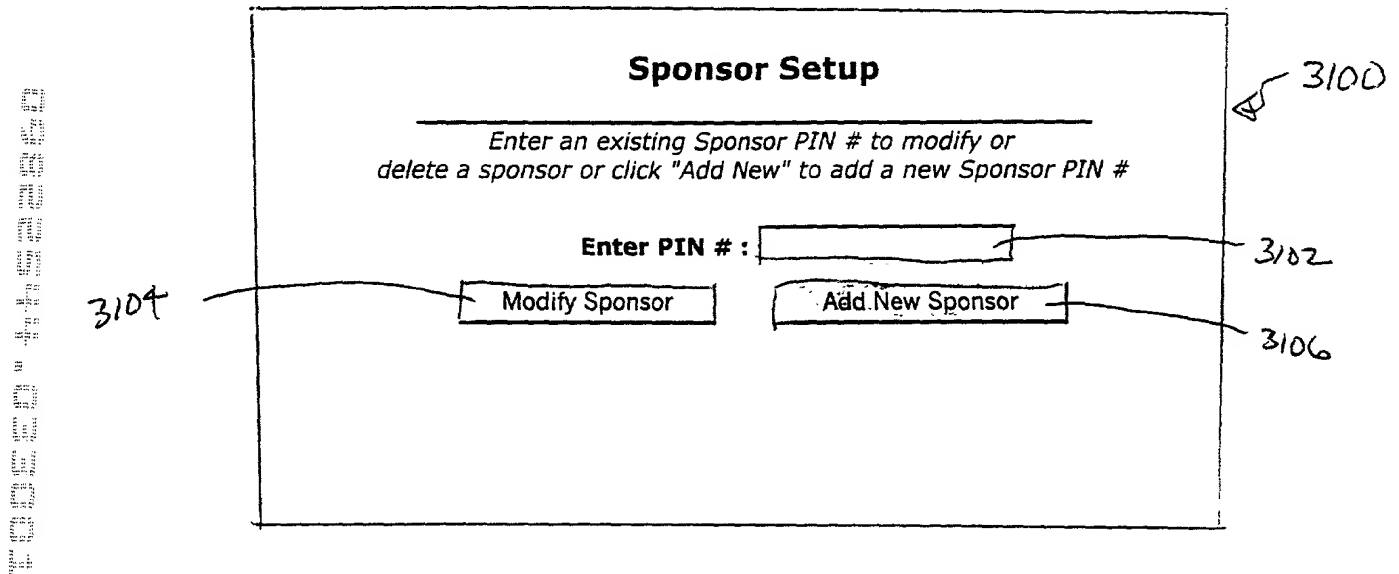 Sponsor Setup
3100
Enter an existing Sponsor PIN # to modify or
delete a sponsor or click "Add New" to add a new Sponsor PIN #
Enter PIN # :
3102
3104
Modify Sponsor
Add New Sponsor
3106